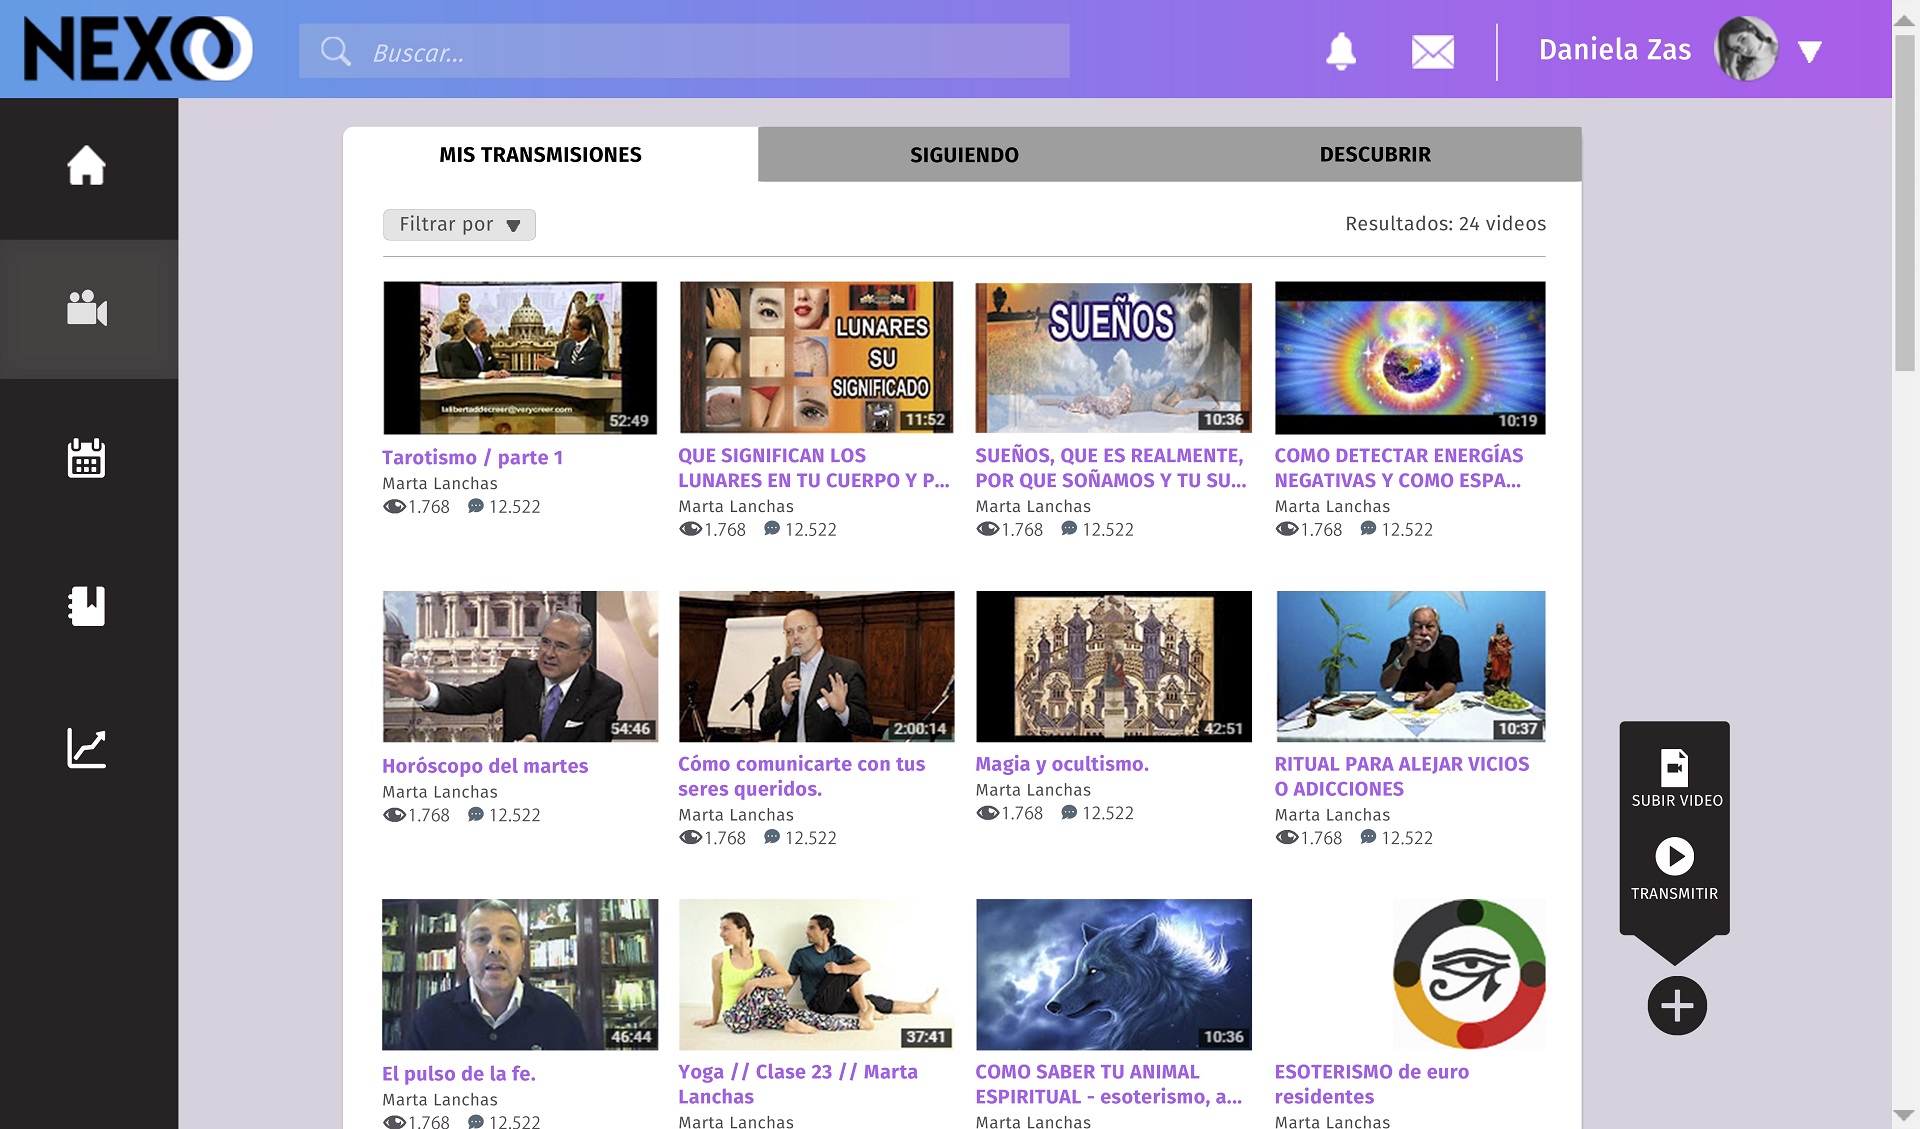 NEXO
Buscar...
Daniela Zas
MIS TRANSMISIONES
SIGUIENDO
DESCUBRIR
Filtrar por
Resultados: 24 videos
lalibertaddecreer@verycreer.com
52:49
LUNARES
SU
SIGNIFICADO
11:52
SUEÑOS
10:36
10:19
Tarotismo / parte 1
Marta Lanchas
1.768 12.522
QUE SIGNIFICAN LOS
LUNARES EN TU CUERPO Y P...
Marta Lanchas
1.768 12.522
SUEÑOS, QUE ES REALMENTE,
POR QUE SOÑAMOS Y TU SU...
Marta Lanchas
1.768 12.522
COMO DETECTAR ENERGÍAS
NEGATIVAS Y COMO ESPA...
Marta Lanchas
1.768 12.522
54:46
2:00:14
42:51
10:37
Horóscopo del martes
Marta Lanchas
1.768 12.522
Cómo comunicarte con tus
seres queridos.
Marta Lanchas
1.768 12.522
Magia y ocultismo.
Marta Lanchas
1.768 12.522
RITUAL PARA ALEJAR VICIOS
O ADICCIONES
Marta Lanchas
1.768 12.522
SUBIR VIDEO
TRANSMITIR
46:44
37:41
10:36
El pulso de la fe.
Marta Lanchas
1.768 12.522
Yoga // Clase 23 // Marta
Lanchas
Marta Lanchas
COMO SABER TU ANIMAL
ESPIRITUAL - esoterismo, a...
Marta Lanchas
ESOTERISMO de euro
residentes
Marta Lanchas